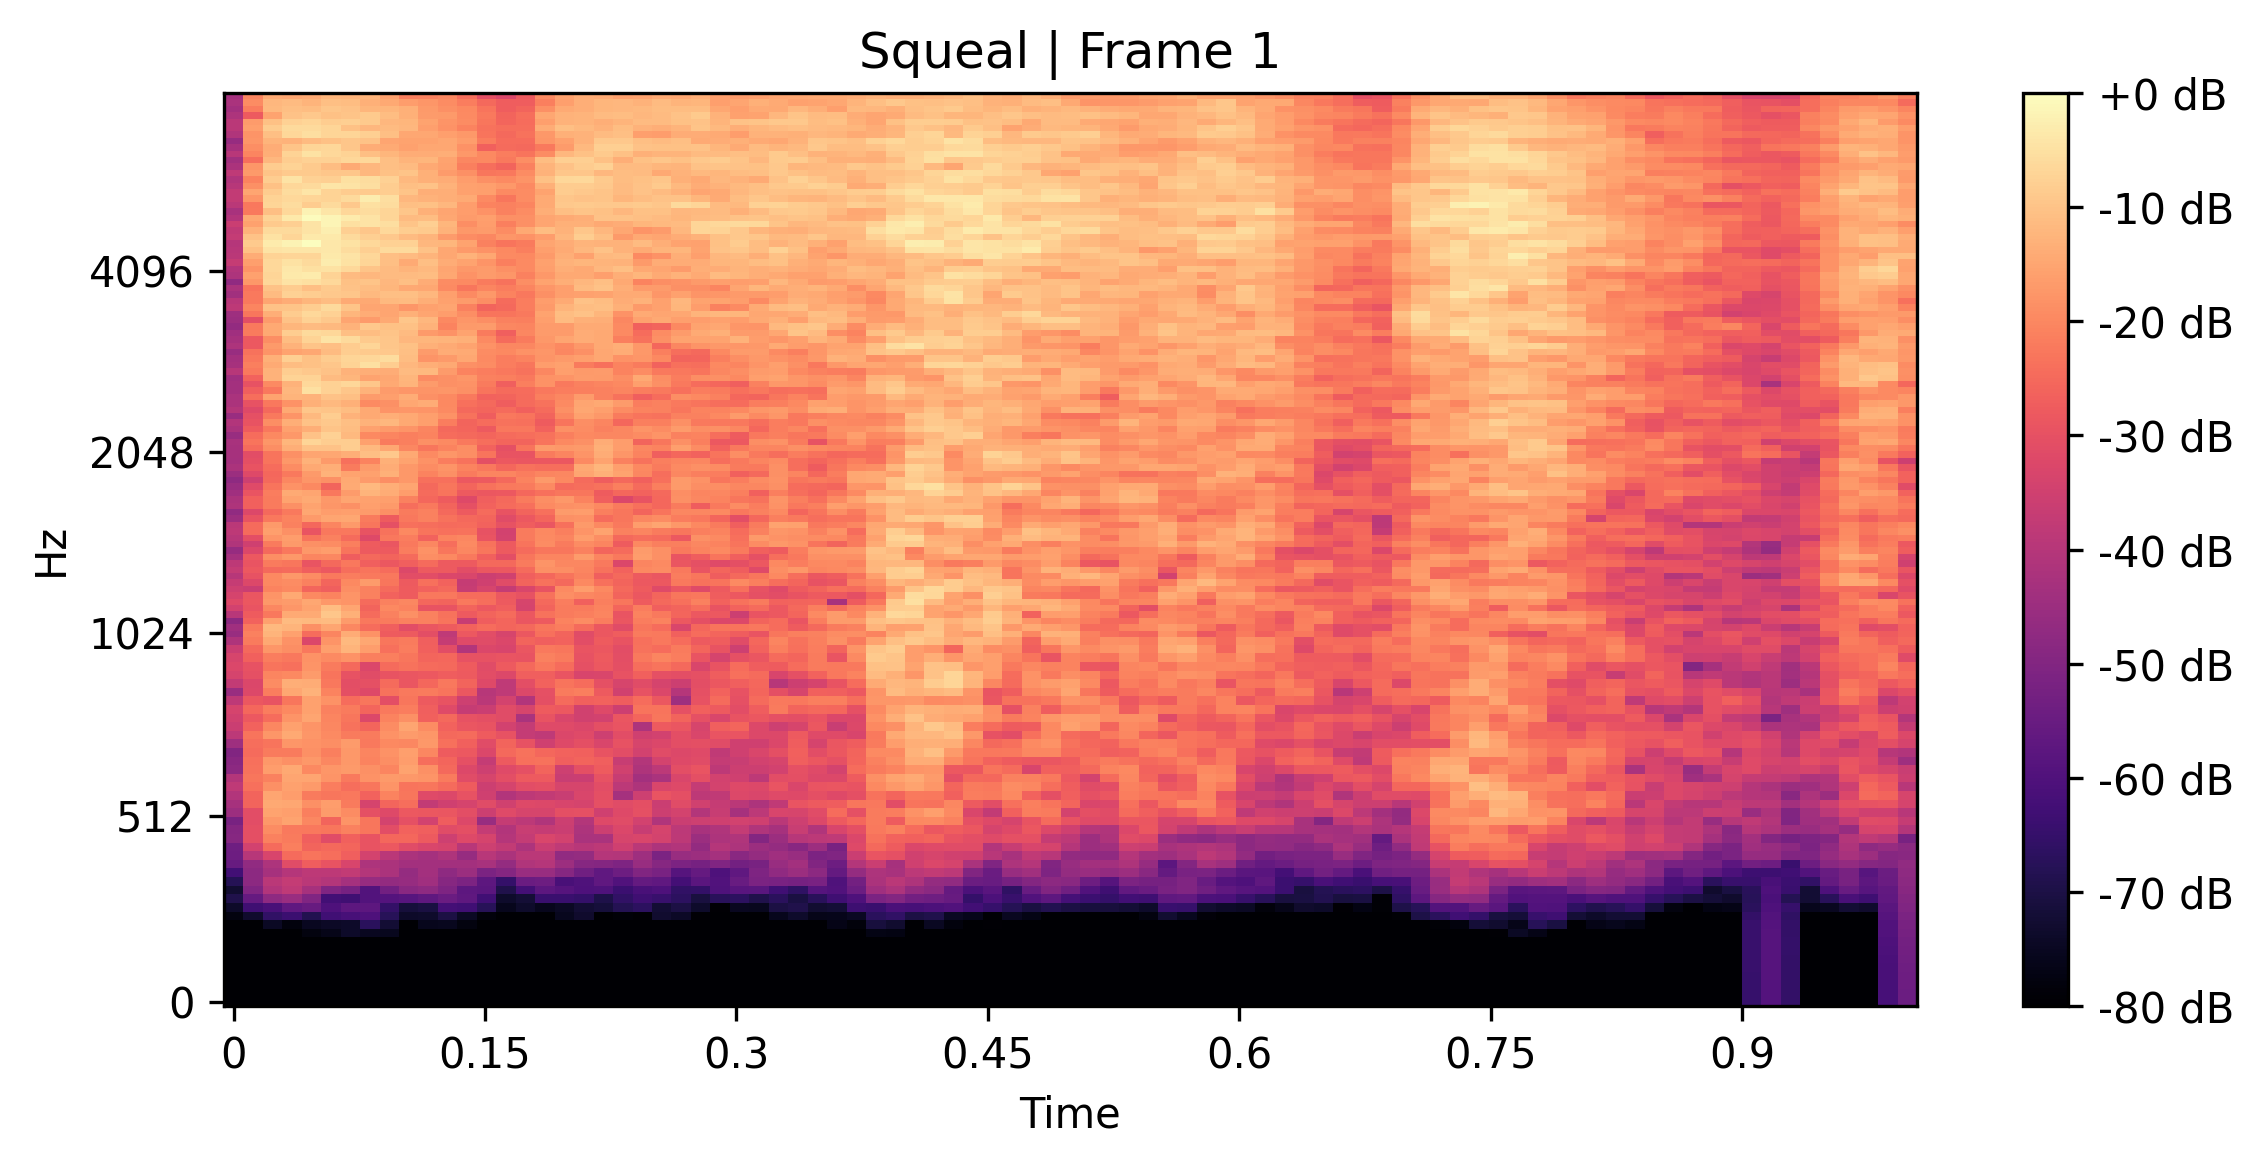 Squeal | Frame 1
+0 dB
-10 dB
-20 dB
-30 dB
-40 dB
-50 dB
-60 dB
-70 dB
-80 dB
4096
2048
1024
512
0
Hz
0 0.15 0.3 0.45 0.6 0.75 0.9
Time